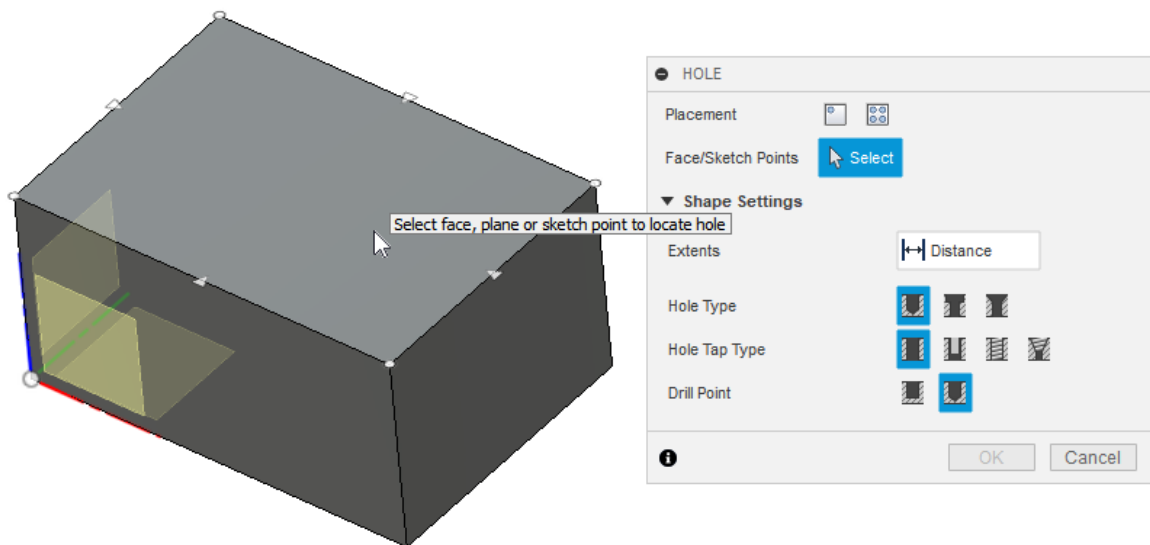 HOLE
Placement
Face/Sketch Points
Select
Shape Settings
Select face, plane or sketch point to locate hole
Extents
Distance
Hole Type
Hole Tap Type
Drill Point
OK
Cancel